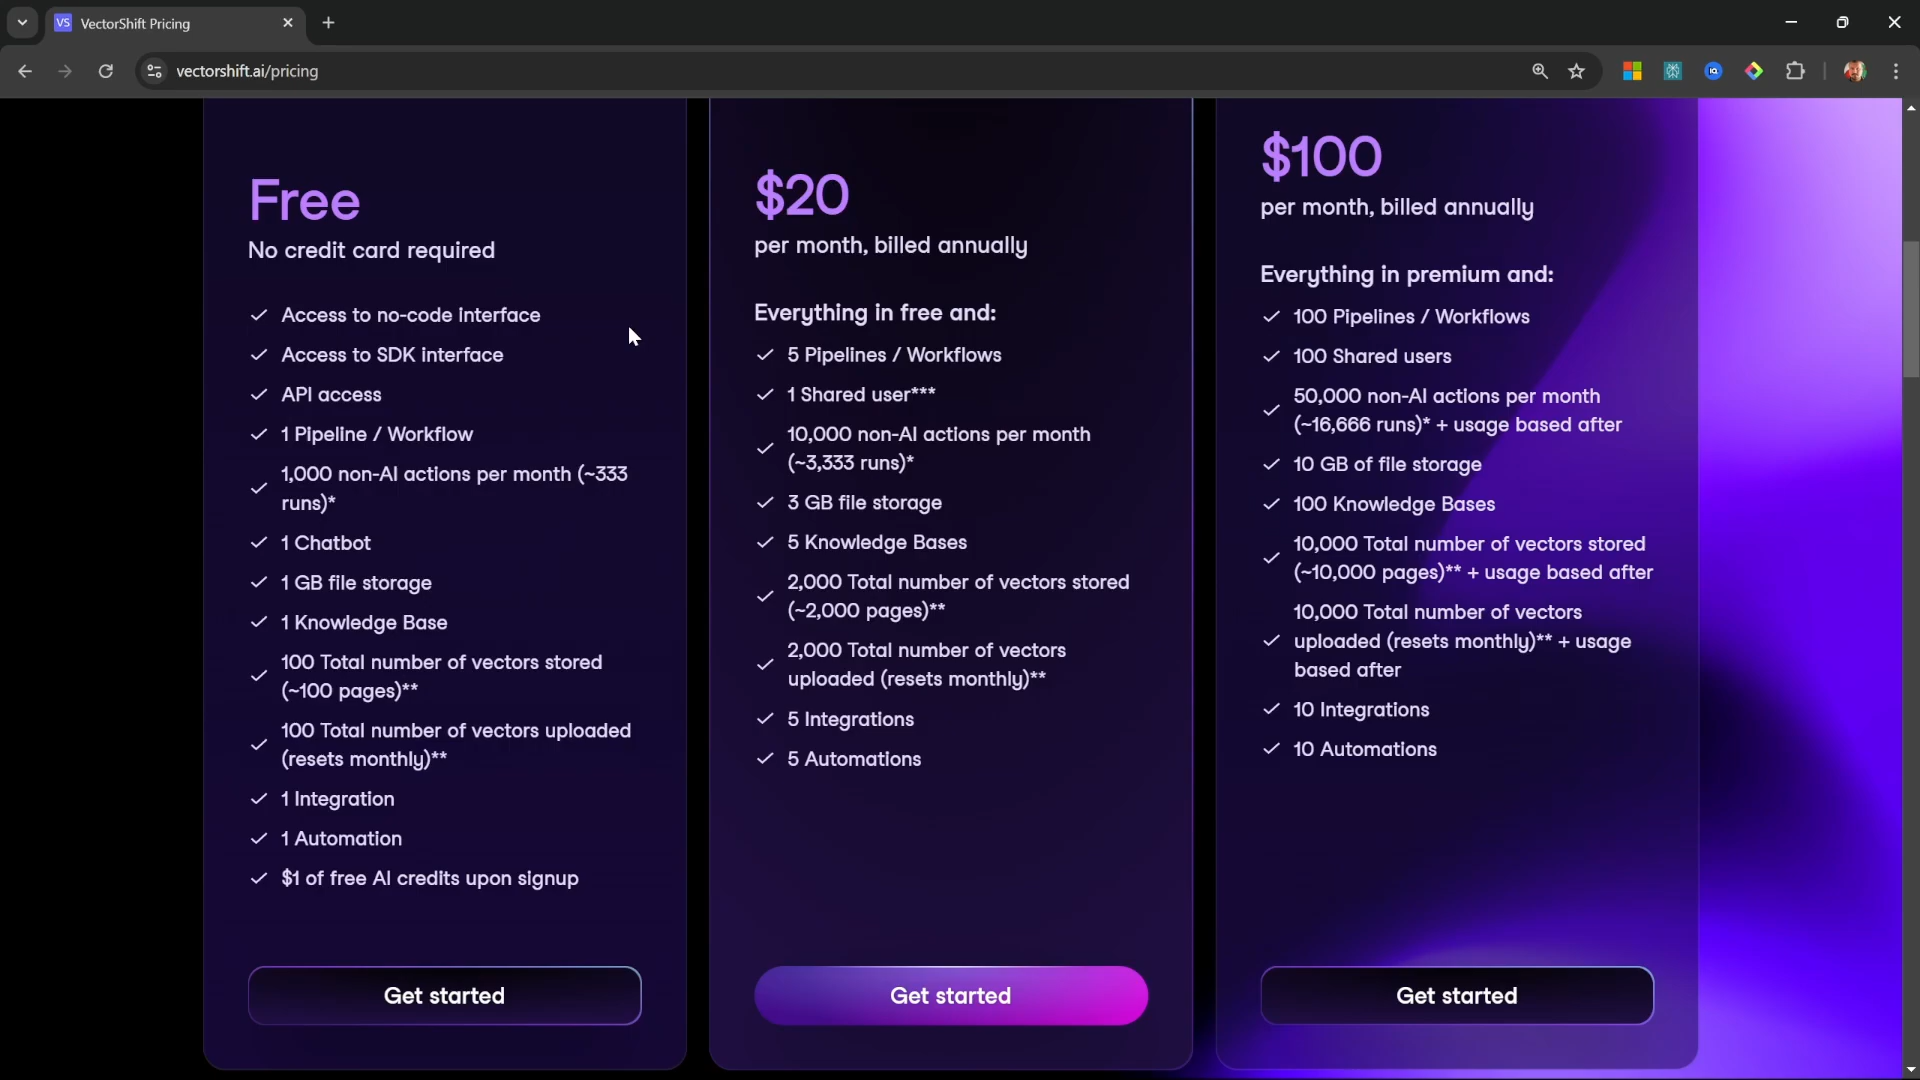 VS VectorShift Pricing
vectorshift.ai/pricing
Free
No credit card required
Access to no-code interface
Access to SDK interface
API access
1 Pipeline / Workflow
1,000 non-AI actions per month (~333
runs)*
1 Chatbot
1 GB file storage
1 Knowledge Base
100 Total number of vectors stored
(~100 pages)**
100 Total number of vectors uploaded
(resets monthly)**
1 Integration
1 Automation
$1 of free AI credits upon signup
Get started
$20
per month, billed annually
Everything in free and:
5 Pipelines / Workflows
1 Shared user***
10,000 non-AI actions per month
(~3,333 runs)*
3 GB file storage
5 Knowledge Bases
2,000 Total number of vectors stored
(~2,000 pages)**
2,000 Total number of vectors
uploaded (resets monthly)**
5 Integrations
5 Automations
Get started
$100
per month, billed annually
Everything in premium and:
100 Pipelines / Workflows
100 Shared users
50,000 non-AI actions per month
(~16,666 runs)* + usage based after
10 GB of file storage
100 Knowledge Bases
10,000 Total number of vectors stored
(~10,000 pages)** + usage based after
10,000 Total number of vectors
uploaded (resets monthly)** + usage
based after
10 Integrations
10 Automations
Get started